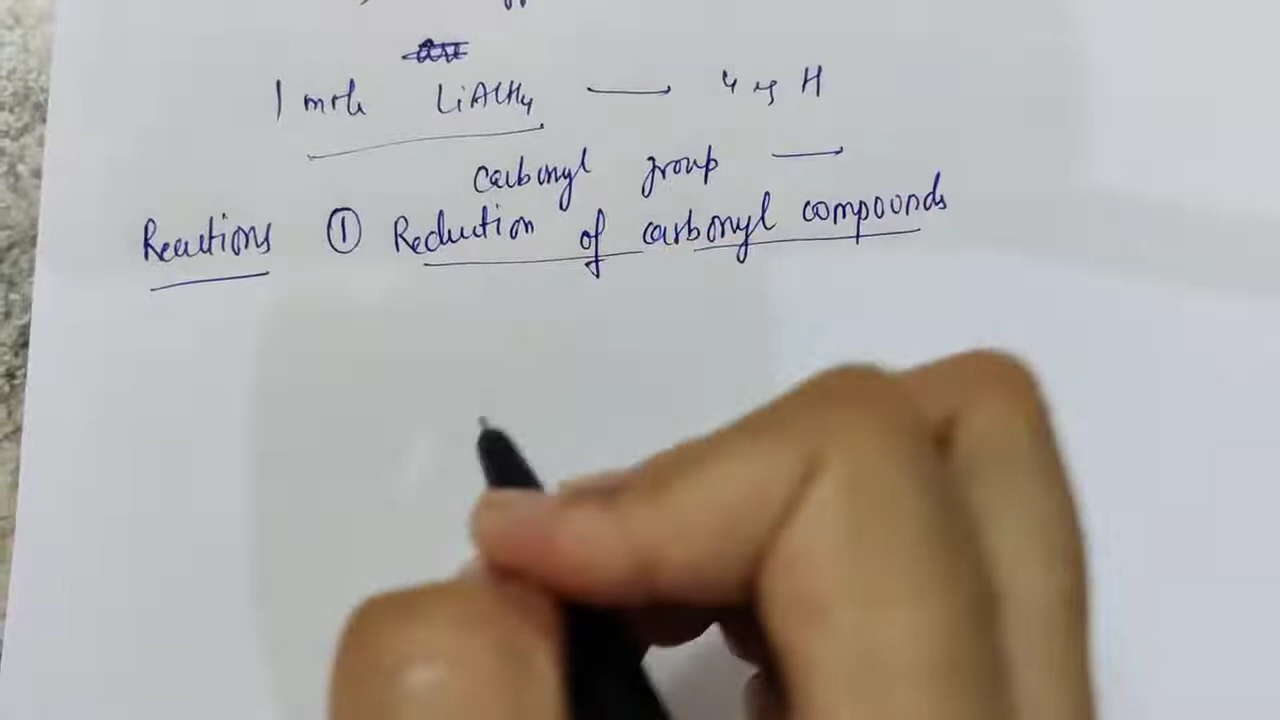 1 mole LiAlH4 → 4 eq H
carbonyl group →
Reactions ① Reduction of carbonyl compounds